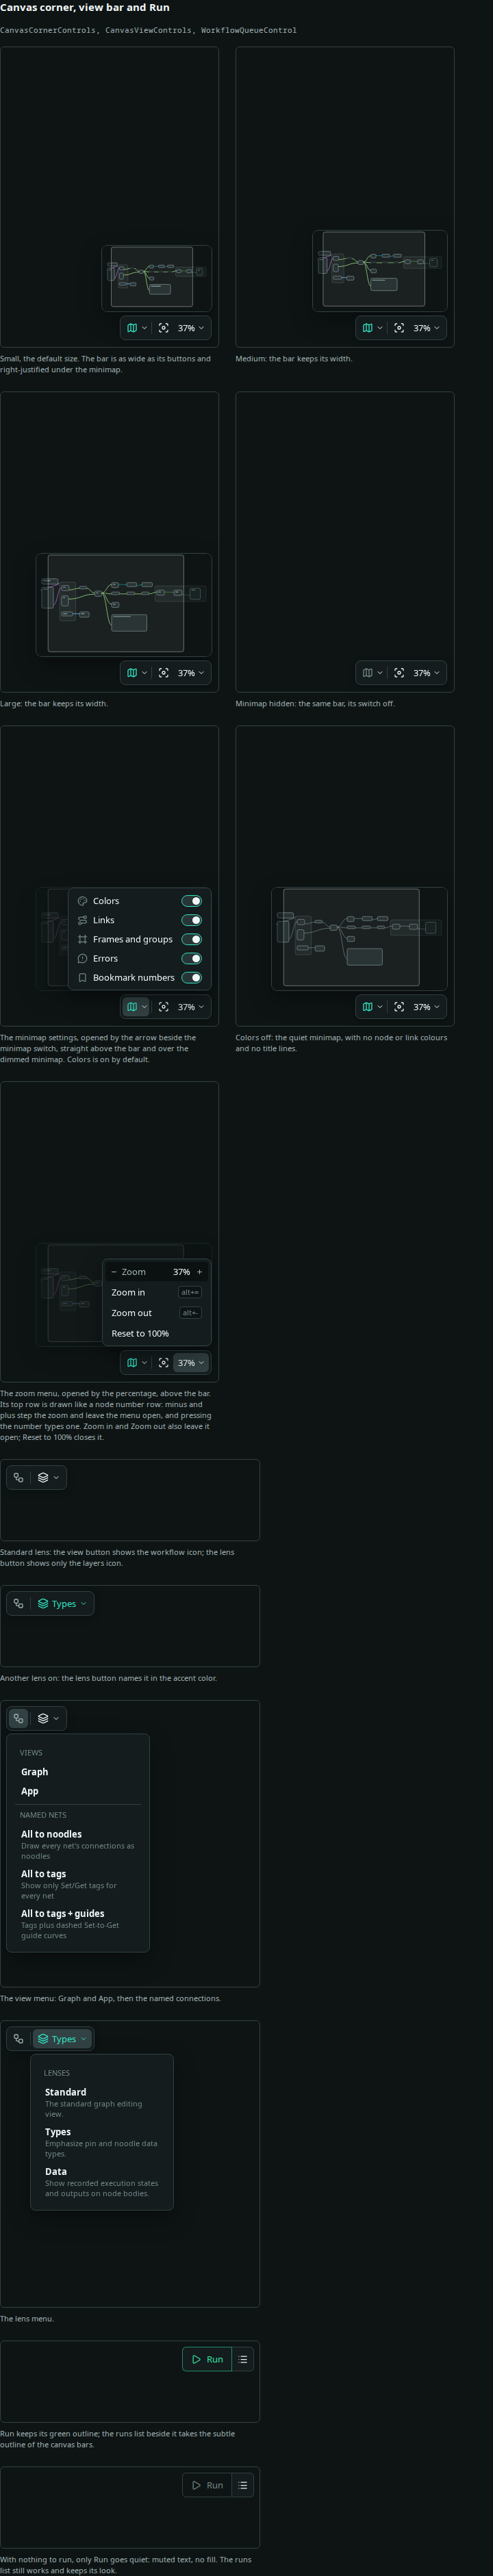 Canvas corner, view bar and Run
CanvasCornerControls, CanvasViewControls, WorkflowQueueControl
37%
37%
Small, the default size. The bar is as wide as its buttons and
right-justified under the minimap.
Medium: the bar keeps its width.
37%
37%
Large: the bar keeps its width.
Minimap hidden: the same bar, its switch off.
Colors
Links
Frames and groups
Errors
Bookmark numbers
37%
37%
The minimap settings, opened by the arrow beside the
minimap switch, straight above the bar and over the
dimmed minimap. Colors is on by default.
Colors off: the quiet minimap, with no node or link colours
and no title lines.
− Zoom 37% +
Zoom in alt+=
Zoom out alt+-
Reset to 100%
37%
The zoom menu, opened by the percentage, above the bar.
Its top row is drawn like a node number row: minus and
plus step the zoom and leave the menu open, and pressing
the number types one. Zoom in and Zoom out also leave it
open; Reset to 100% closes it.
Standard lens: the view button shows the workflow icon; the lens
button shows only the layers icon.
Types
Another lens on: the lens button names it in the accent color.
VIEWS
Graph
App
NAMED NETS
All to noodles
Draw every net's connections as
noodles
All to tags
Show only Set/Get tags for
every net
All to tags + guides
Tags plus dashed Set-to-Get
guide curves
The view menu: Graph and App, then the named connections.
Types
LENSES
Standard
The standard graph editing
view.
Types
Emphasize pin and noodle data
types.
Data
Show recorded execution states
and outputs on node bodies.
The lens menu.
Run
Run keeps its green outline; the runs list beside it takes the subtle
outline of the canvas bars.
Run
With nothing to run, only Run goes quiet: muted text, no fill. The runs
list still works and keeps its look.